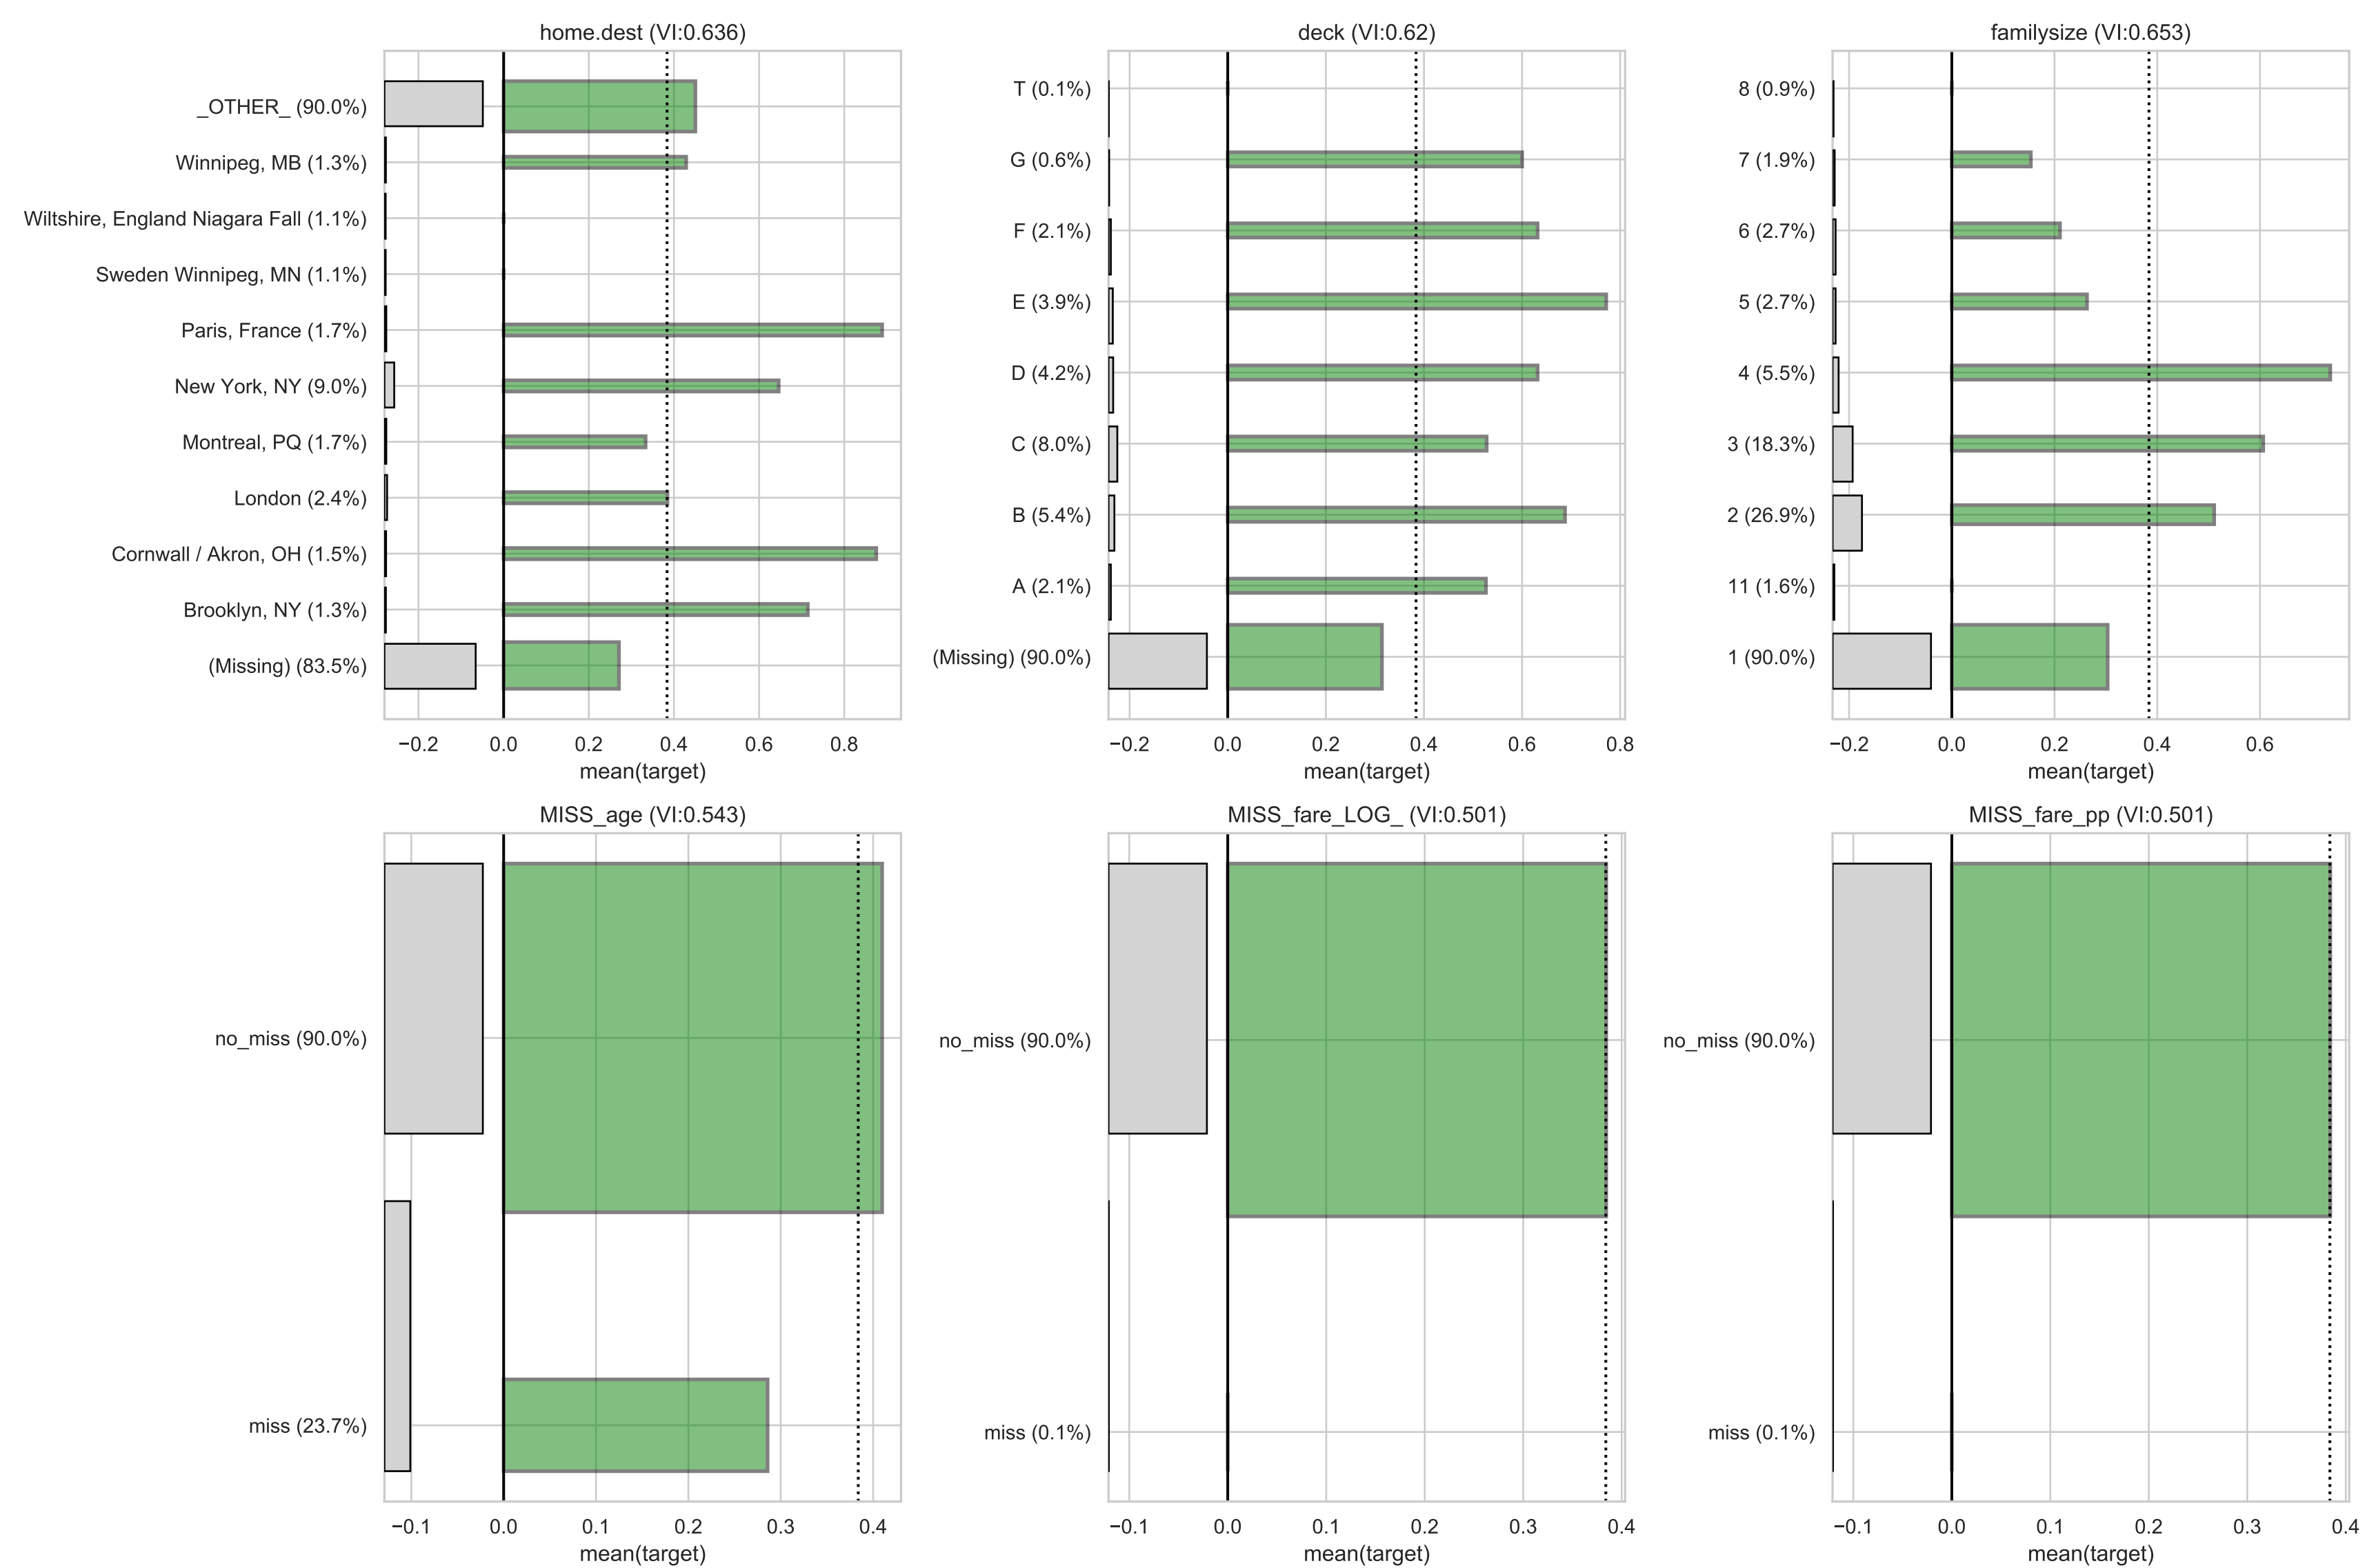 home.dest (VI:0.636)
_OTHER_ (90.0%)
Winnipeg, MB (1.3%)
Wiltshire, England Niagara Fall (1.1%)
Sweden Winnipeg, MN (1.1%)
Paris, France (1.7%)
New York, NY (9.0%)
Montreal, PQ (1.7%)
London (2.4%)
Cornwall / Akron, OH (1.5%)
Brooklyn, NY (1.3%)
(Missing) (83.5%)
−0.2 0.0 0.2 0.4 0.6 0.8
mean(target)
deck (VI:0.62)
T (0.1%)
G (0.6%)
F (2.1%)
E (3.9%)
D (4.2%)
C (8.0%)
B (5.4%)
A (2.1%)
(Missing) (90.0%)
−0.2 0.0 0.2 0.4 0.6 0.8
mean(target)
familysize (VI:0.653)
8 (0.9%)
7 (1.9%)
6 (2.7%)
5 (2.7%)
4 (5.5%)
3 (18.3%)
2 (26.9%)
11 (1.6%)
1 (90.0%)
−0.2 0.0 0.2 0.4 0.6
mean(target)
MISS_age (VI:0.543)
no_miss (90.0%)
miss (23.7%)
−0.1 0.0 0.1 0.2 0.3 0.4
mean(target)
MISS_fare_LOG_ (VI:0.501)
no_miss (90.0%)
miss (0.1%)
−0.1 0.0 0.1 0.2 0.3 0.4
mean(target)
MISS_fare_pp (VI:0.501)
no_miss (90.0%)
miss (0.1%)
−0.1 0.0 0.1 0.2 0.3 0.4
mean(target)